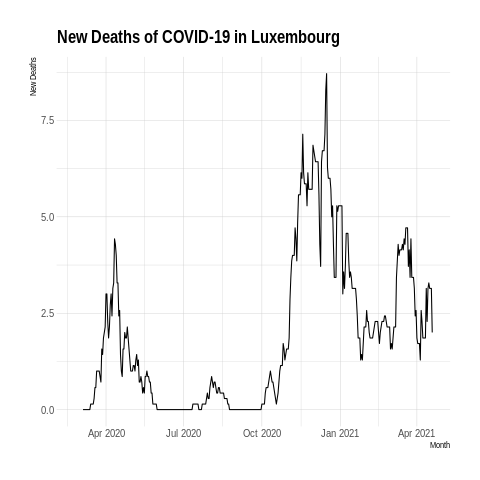 New Deaths of COVID-19 in Luxembourg
New Deaths
7.5
5.0
2.5
0.0
Apr 2020 Jul 2020 Oct 2020 Jan 2021 Apr 2021
Month